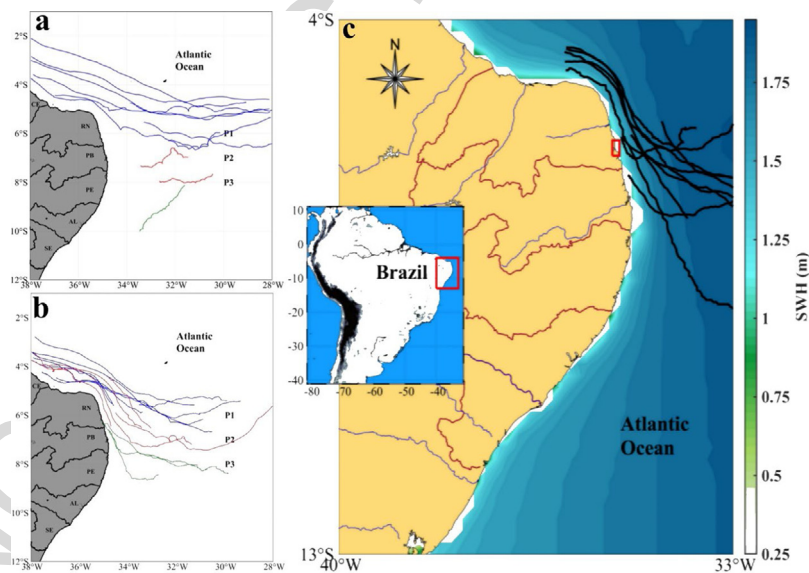 a
2°S
4°S
6°S
8°S
10°S
12°S
38°W
36°W
34°W
32°W
30°W
28°W
Atlantic
Ocean
CE
RN
PB
PE
AL
SE
P1
P2
P3
b
2°S
4°S
6°S
8°S
10°S
12°S
38°W
36°W
34°W
32°W
30°W
28°W
Atlantic
Ocean
CE
RN
PB
PE
AL
SE
P1
P2
P3
c
4°S
13°S
40°W
33°W
N
Brazil
10
0
-10
-20
-30
-40
-80
-70
-60
-50
-40
Atlantic
Ocean
1.75
1.5
1.25
1
0.75
0.5
0.25
SWH (m)